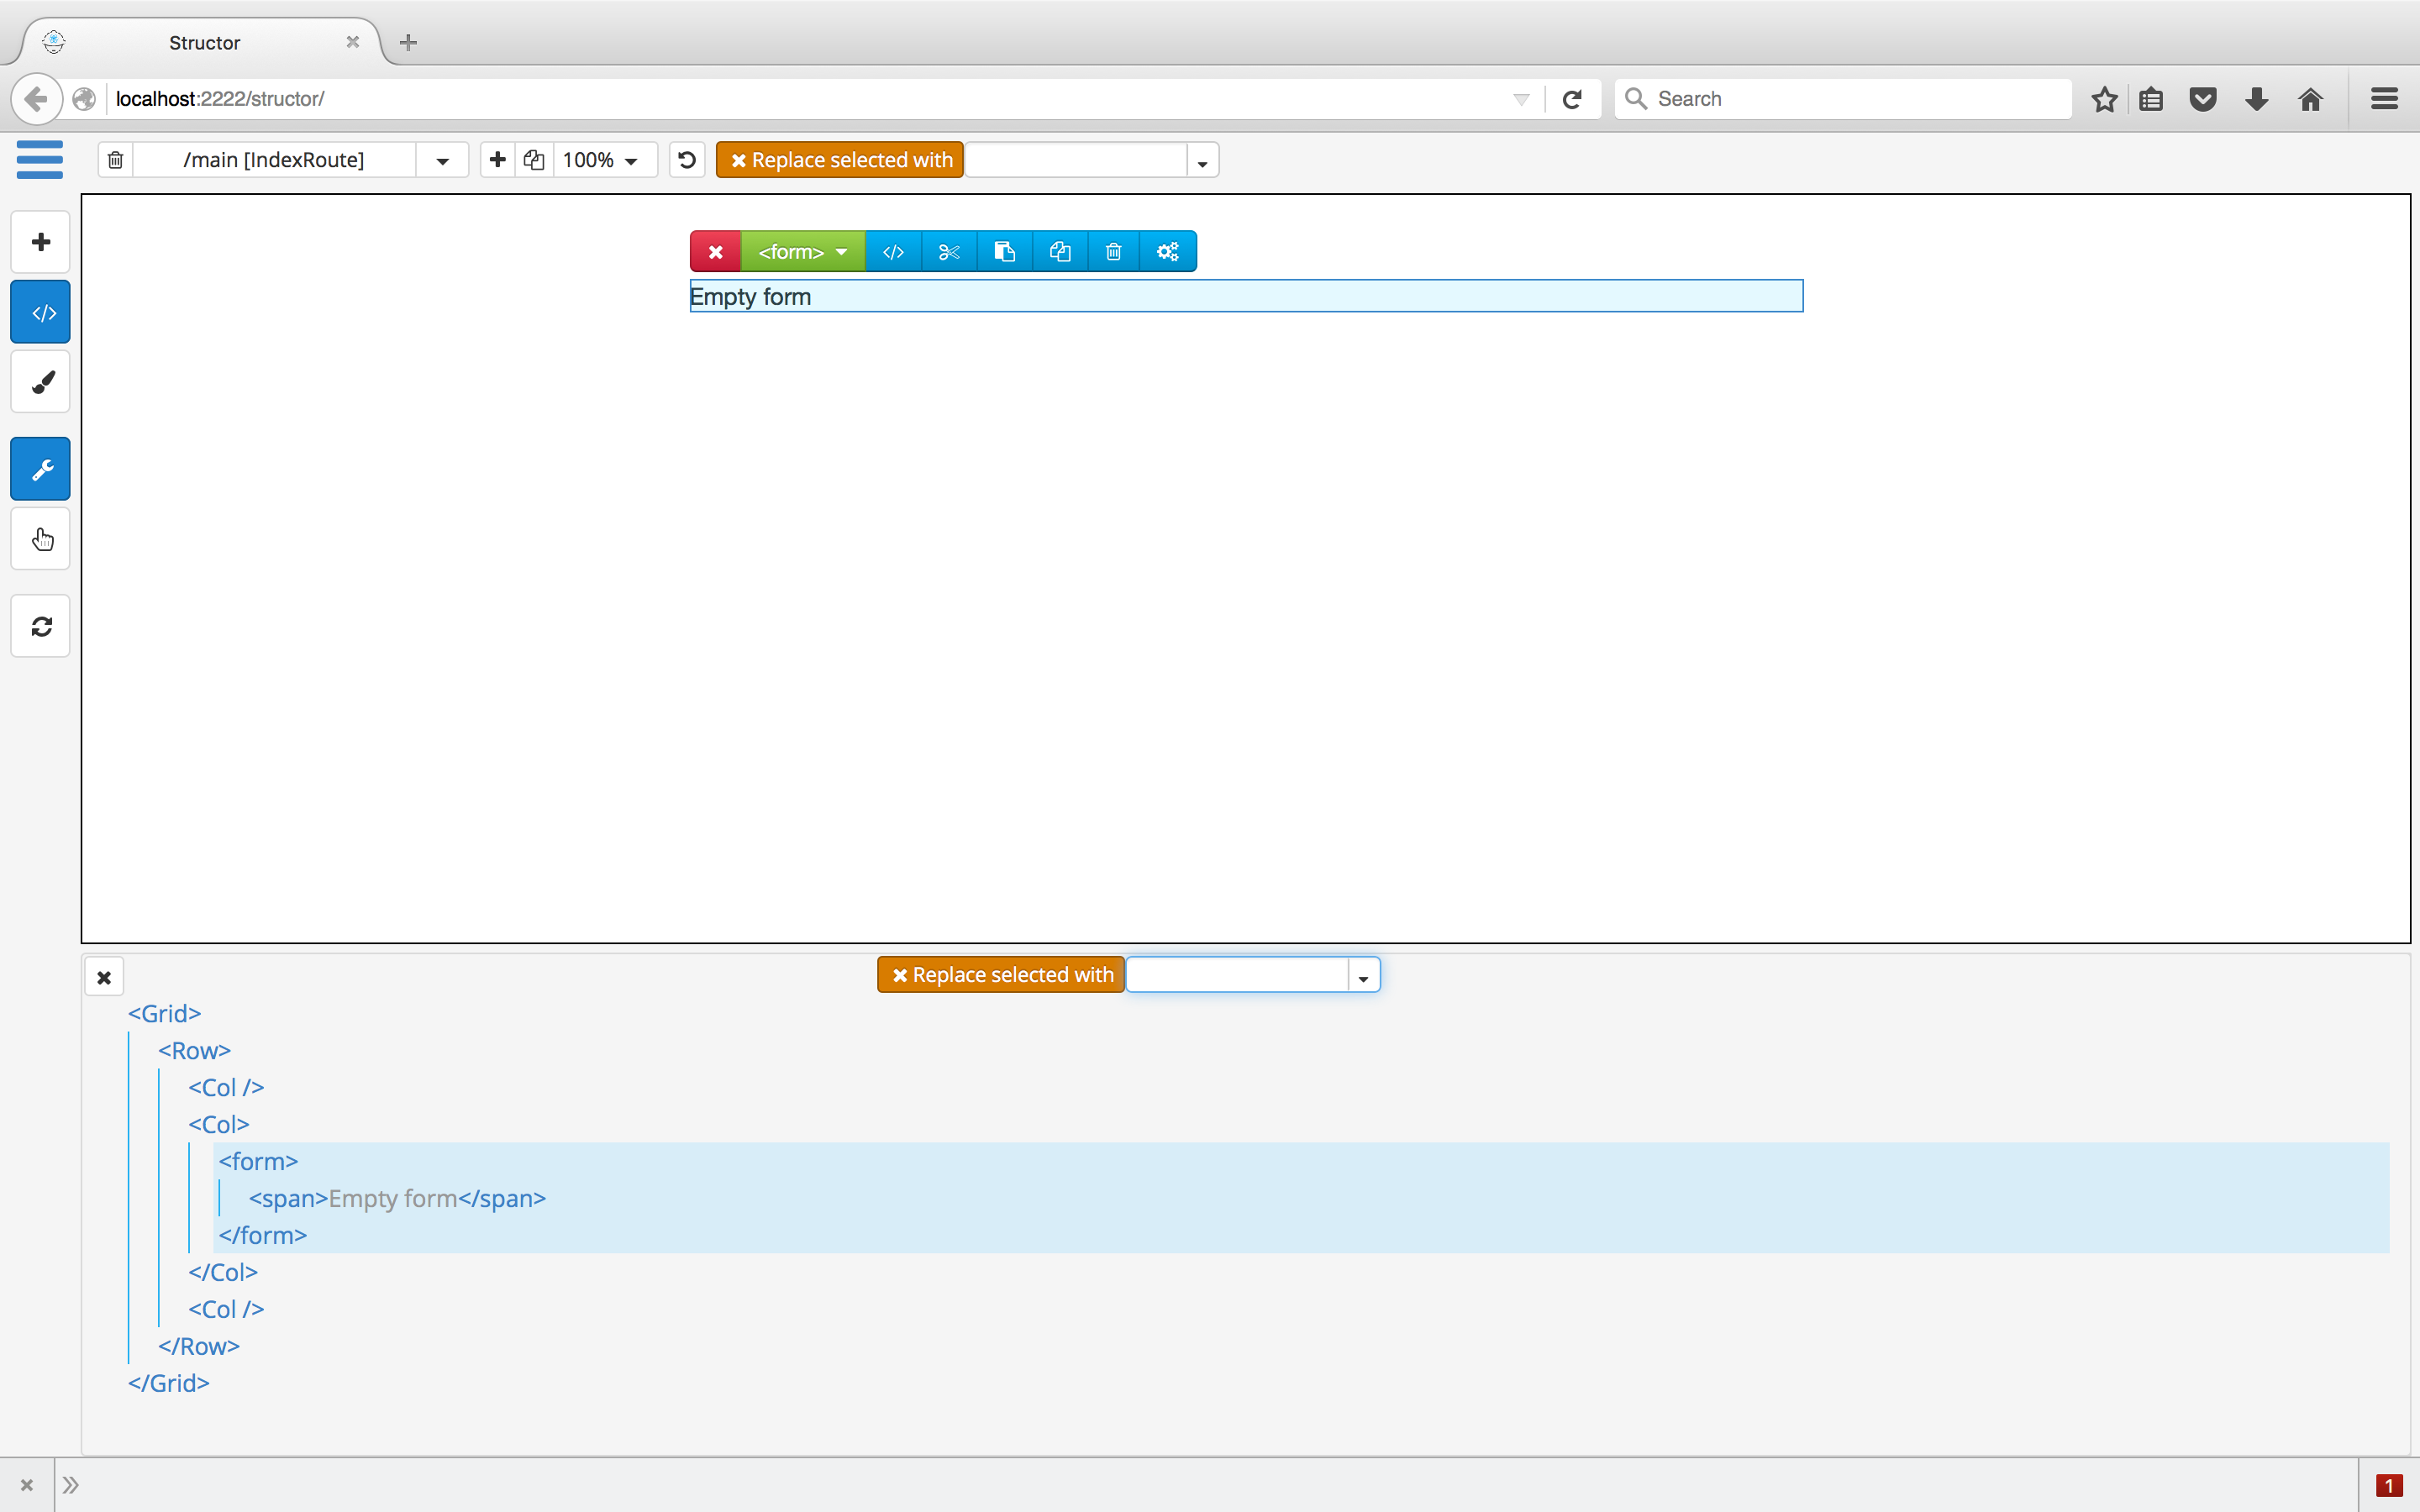 Structor
localhost:2222/structor/
Search
/main [IndexRoute]
100%
Replace selected with
<form>
</>
</>
Empty form
Replace selected with
<Grid>
<Row>
<Col />
<Col>
<form>
<span>Empty form</span>
</form>
</Col>
<Col />
</Row>
</Grid>
1